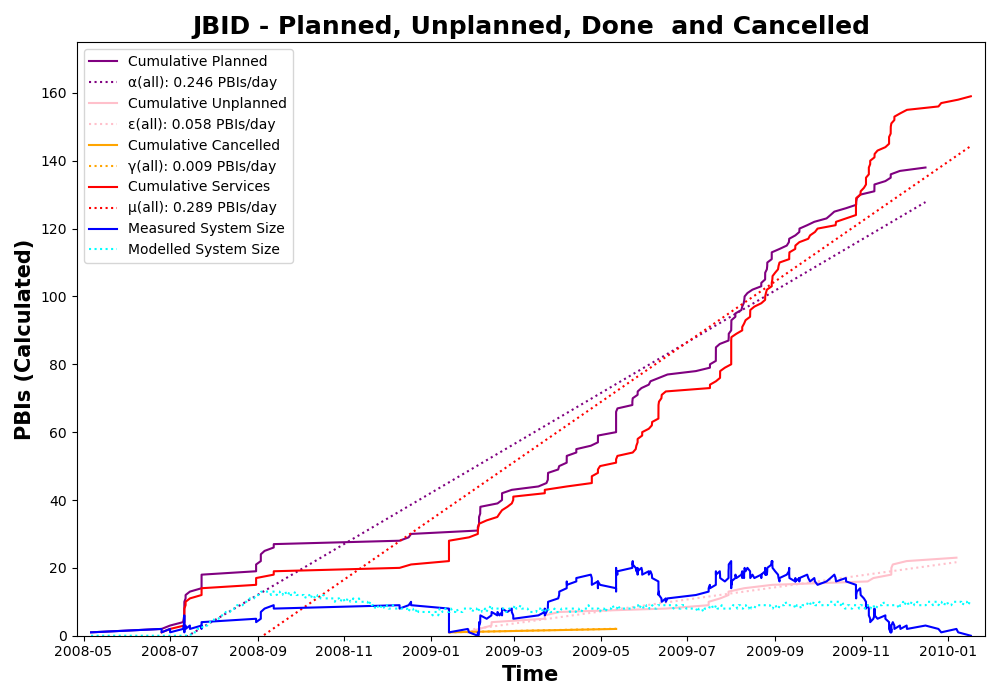 JBID - Planned, Unplanned, Done  and Cancelled
PBIs (Calculated)
160
140
120
100
80
60
40
20
0
Cumulative Planned
α(all): 0.246 PBIs/day
Cumulative Unplanned
ε(all): 0.058 PBIs/day
Cumulative Cancelled
γ(all): 0.009 PBIs/day
Cumulative Services
μ(all): 0.289 PBIs/day
Measured System Size
Modelled System Size
2008-05 2008-07 2008-09 2008-11 2009-01 2009-03 2009-05 2009-07 2009-09 2009-11 2010-01
Time